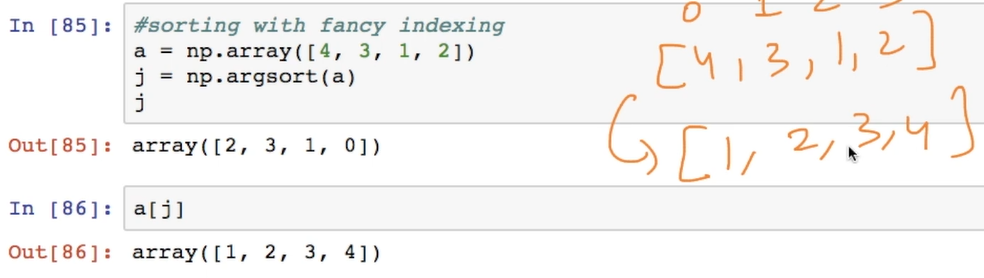 In [85]: #sorting with fancy indexing
a = np.array([4, 3, 1, 2])
j = np.argsort(a)
j
Out[85]: array([2, 3, 1, 0])
In [86]: a[j]
Out[86]: array([1, 2, 3, 4])
0 1 2 3
[4, 3, 1, 2]
[1, 2, 3, 4]